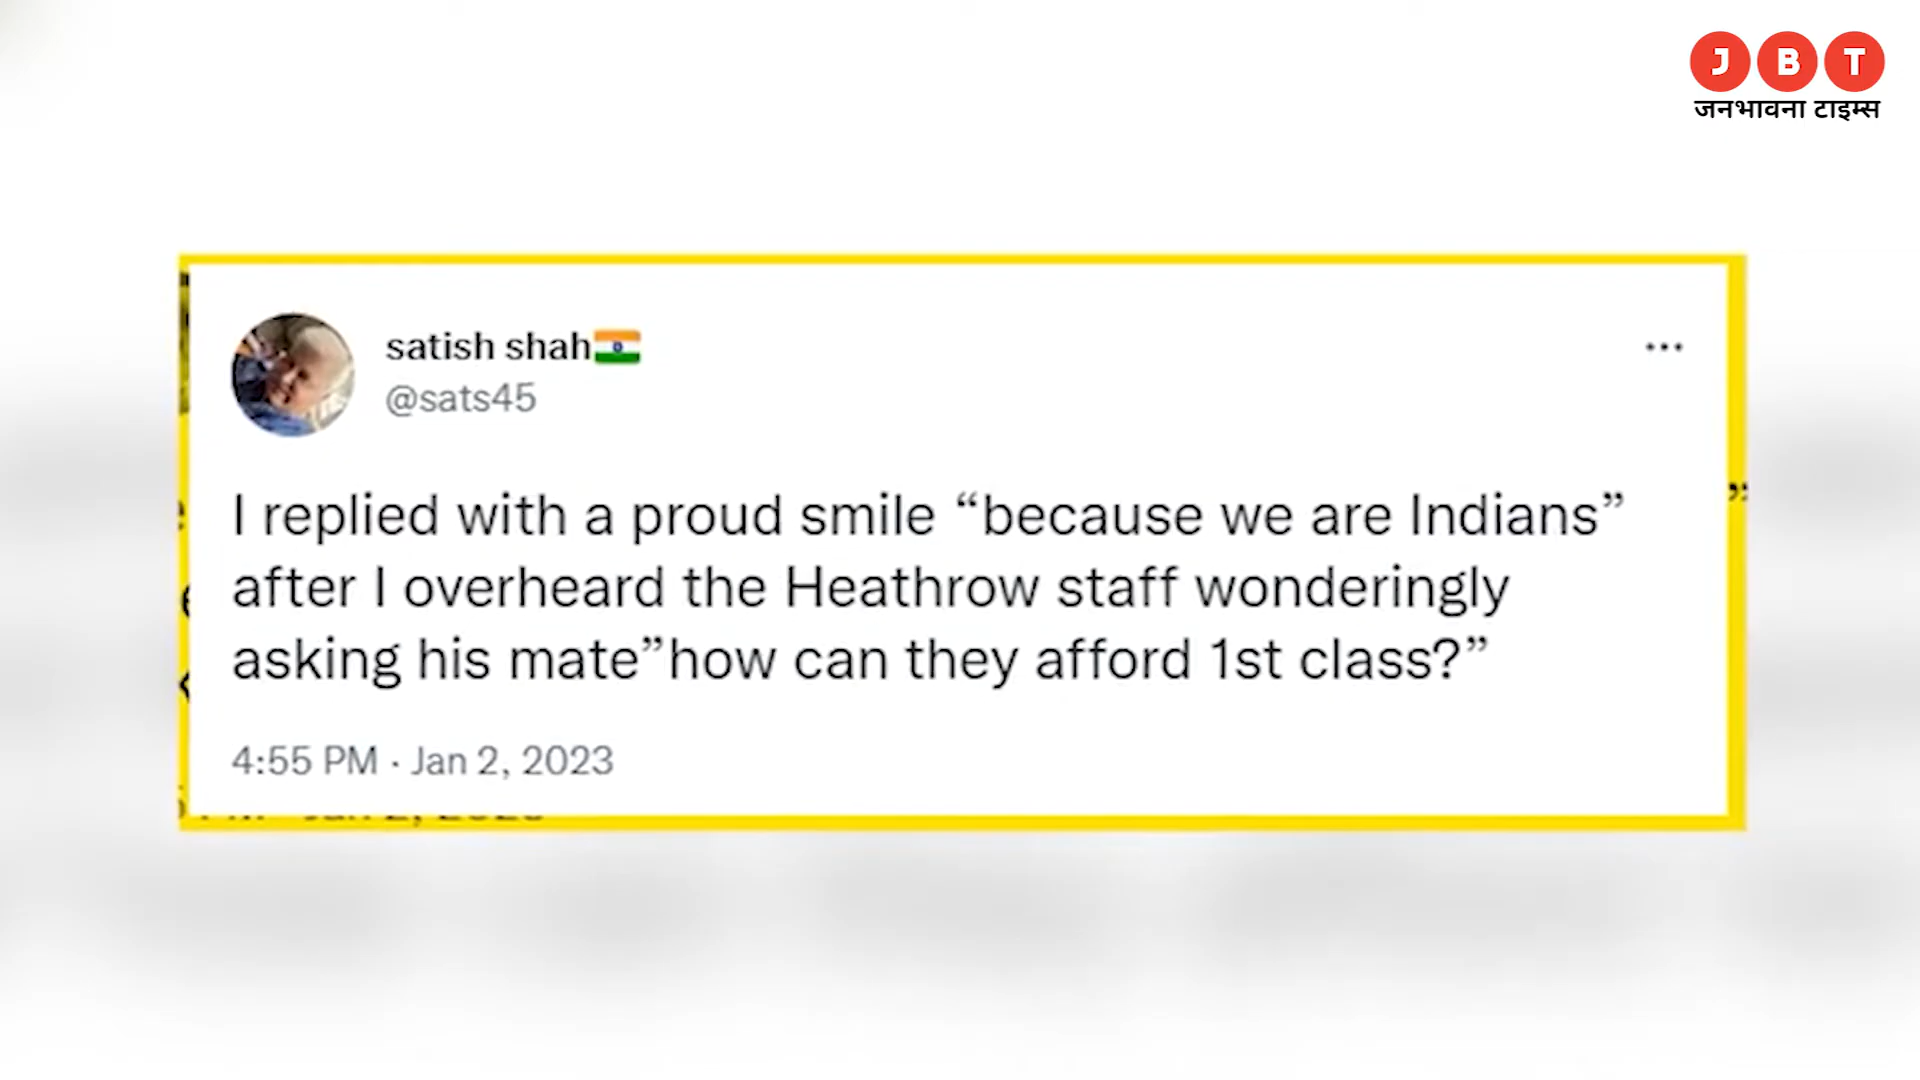 J B T
जनभावना टाइम्स
satish shah
@sats45
I replied with a proud smile “because we are Indians”
after I overheard the Heathrow staff wonderingly
asking his mate”how can they afford 1st class?”
4:55 PM · Jan 2, 2023